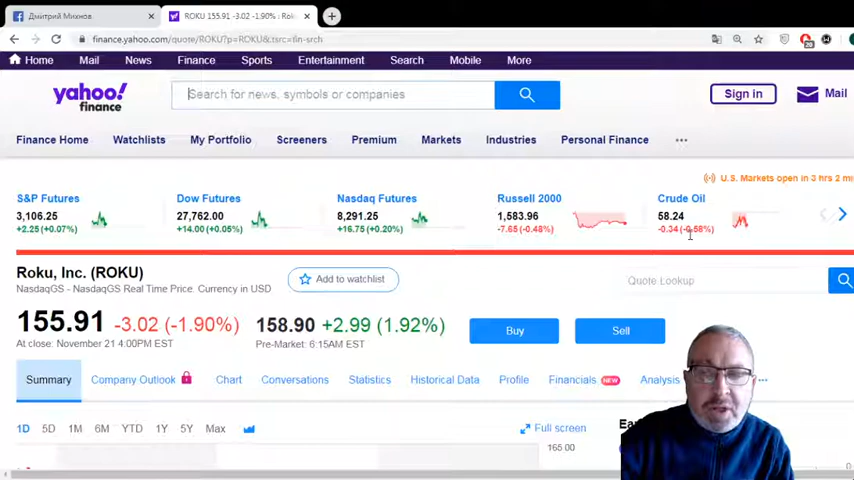 Дмитрий Михнов.
ROKU 155.91 -3.02 -1.90% : Roku
finance.yahoo.com/quote/ROKU?p=ROKU&.tsrc=fin-srch
20
Home Mail News Finance Sports Entertainment Search Mobile More
yahoo!
finance
Search for news, symbols or companies
Sign in
Mail
Finance Home Watchlists My Portfolio Screeners Premium Markets Industries Personal Finance
U.S. Markets open in 3 hrs 2 mi
S&P Futures
3,106.25
+2.25 (+0.07%)
Dow Futures
27,762.00
+14.00 (+0.05%)
Nasdaq Futures
8,291.25
+16.75 (+0.20%)
Russell 2000
1,583.96
-7.65 (-0.48%)
Crude Oil
58.24
-0.34 (-0.58%)
Roku, Inc. (ROKU)
NasdaqGS - NasdaqGS Real Time Price. Currency in USD
Add to watchlist
Quote Lookup
155.91 -3.02 (-1.90%)
At close: November 21 4:00PM EST
158.90 +2.99 (1.92%)
Pre-Market: 6:15AM EST
Buy
Sell
Summary Company Outlook Chart Conversations Statistics Historical Data Profile Financials NEW Analysis
1D 5D 1M 6M YTD 1Y 5Y Max
Full screen
165.00